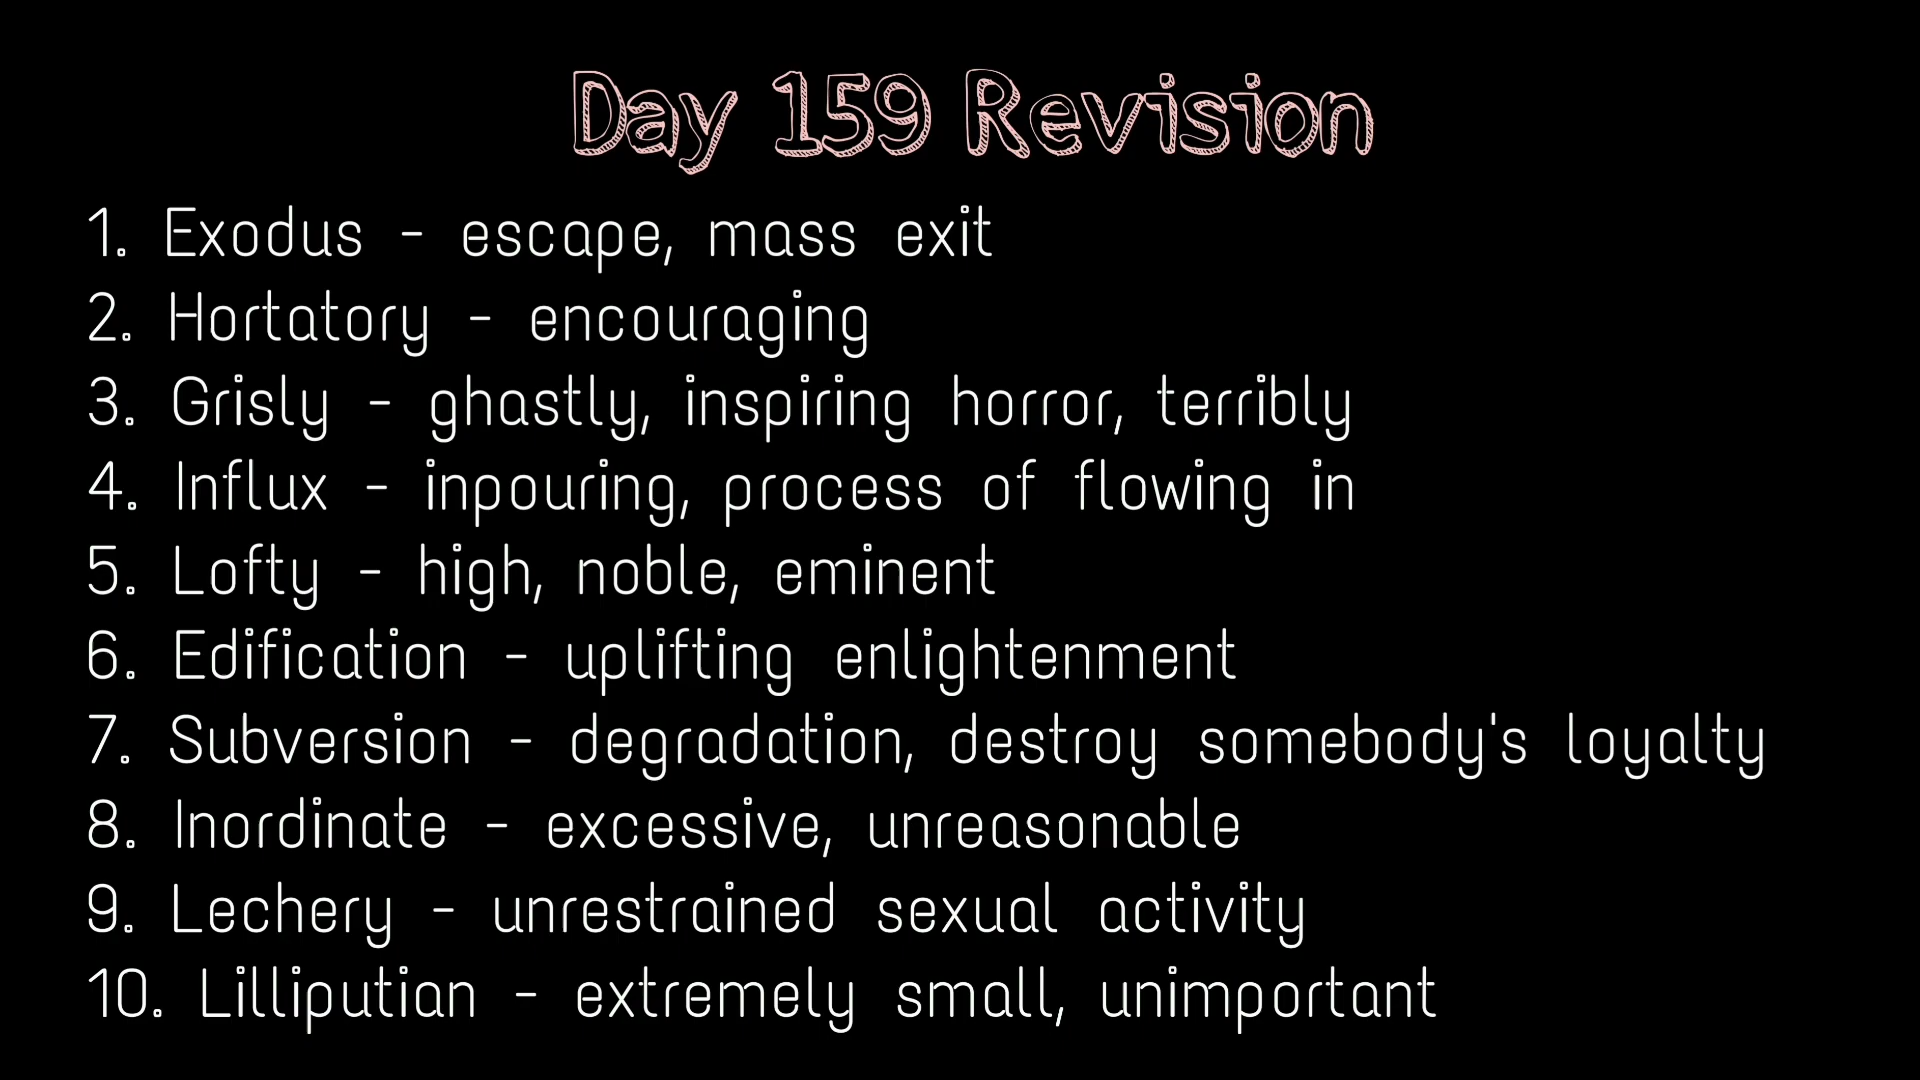 Day 159 Revision
1. Exodus - escape, mass exit
2. Hortatory - encouraging
3. Grisly - ghastly, inspiring horror, terribly
4. Influx - inpouring, process of flowing in
5. Lofty - high, noble, eminent
6. Edification - uplifting enlightenment
7. Subversion - degradation, destroy somebody's loyalty
8. Inordinate - excessive, unreasonable
9. Lechery - unrestrained sexual activity
10. Lilliputian - extremely small, unimportant